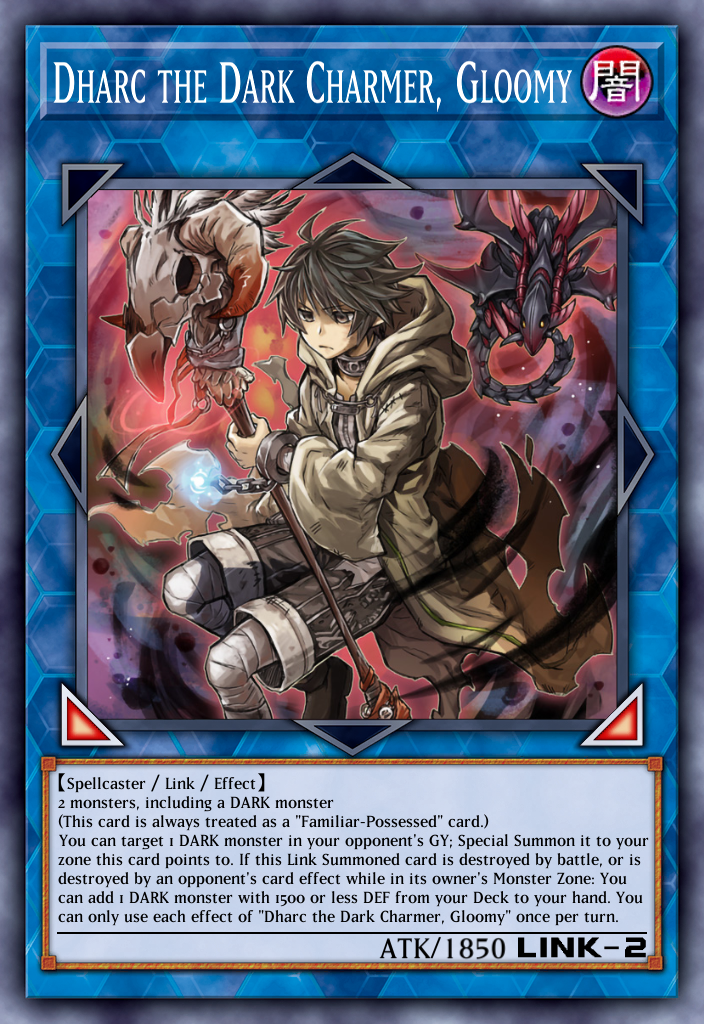 Dharc the Dark Charmer, Gloomy 闇
【Spellcaster / Link / Effect】
2 monsters, including a DARK monster
(This card is always treated as a "Familiar-Possessed" card.)
You can target 1 DARK monster in your opponent's GY; Special Summon it to your
zone this card points to. If this Link Summoned card is destroyed by battle, or is
destroyed by an opponent's card effect while in its owner's Monster Zone: You
can add 1 DARK monster with 1500 or less DEF from your Deck to your hand. You
can only use each effect of "Dharc the Dark Charmer, Gloomy" once per turn.
ATK/1850 LINK-2